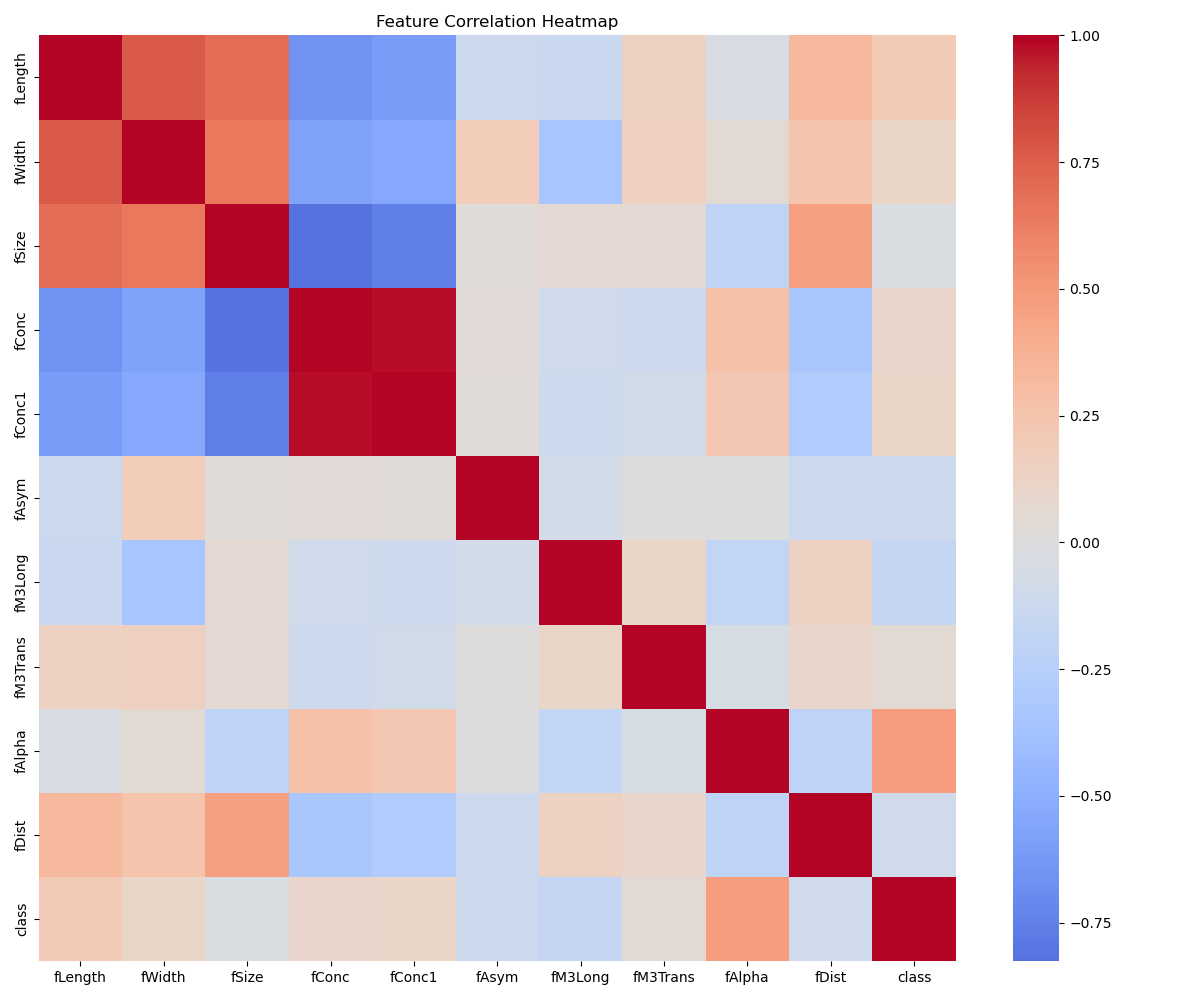 Feature Correlation Heatmap
fLength
fWidth
fSize
fConc
fConc1
fAsym
fM3Long
fM3Trans
fAlpha
fDist
class
fLength fWidth fSize fConc fConc1 fAsym fM3Long fM3Trans fAlpha fDist class
1.00
0.75
0.50
0.25
0.00
−0.25
−0.50
−0.75